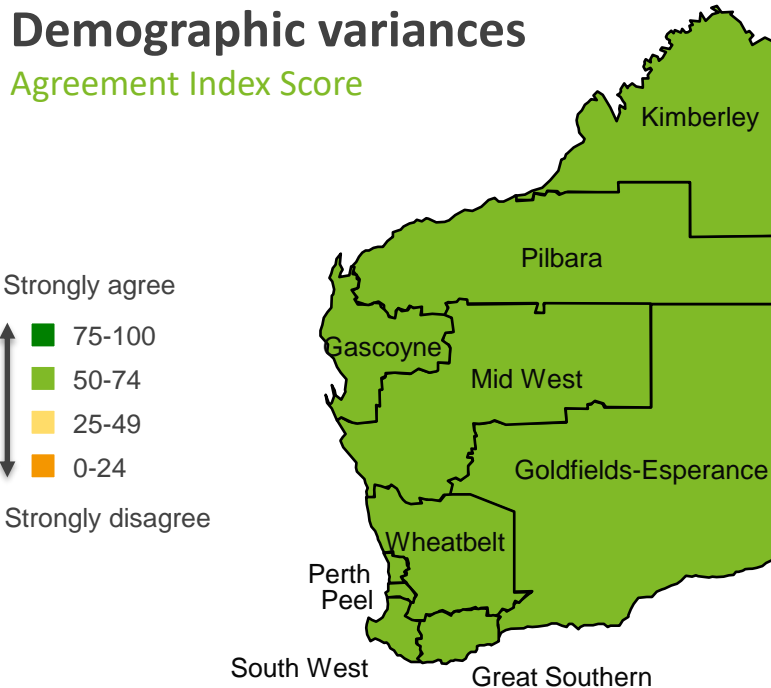 Demographic variances
Agreement Index Score
Strongly agree
75-100
50-74
25-49
0-24
Strongly disagree
Kimberley
Pilbara
Gascoyne
Mid West
Goldfields-Esperance
Wheatbelt
Perth
Peel
South West
Great Southern